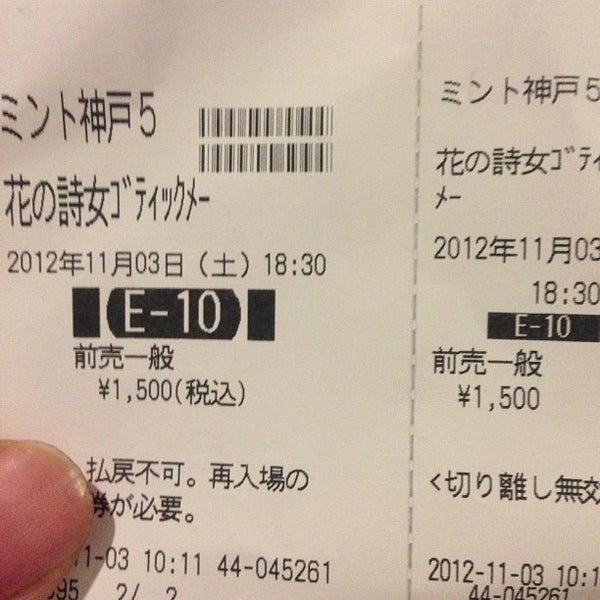 ミント神戸5
花の詩女ｺﾞﾃｨｯｸﾒｰ
2012年11月03日（土）18:30
E-10
前売一般
¥1,500(税込)
払戻不可。再入場の
券が必要。
11-03 10:11 44-045261
2/ 2
ミント神戸5
花の詩女ｺﾞﾃｨ
ﾒｰ
2012年11月03
18:30
E-10
前売一般
¥1,500
<切り離し無効
2012-11-03 10:1
44-045261